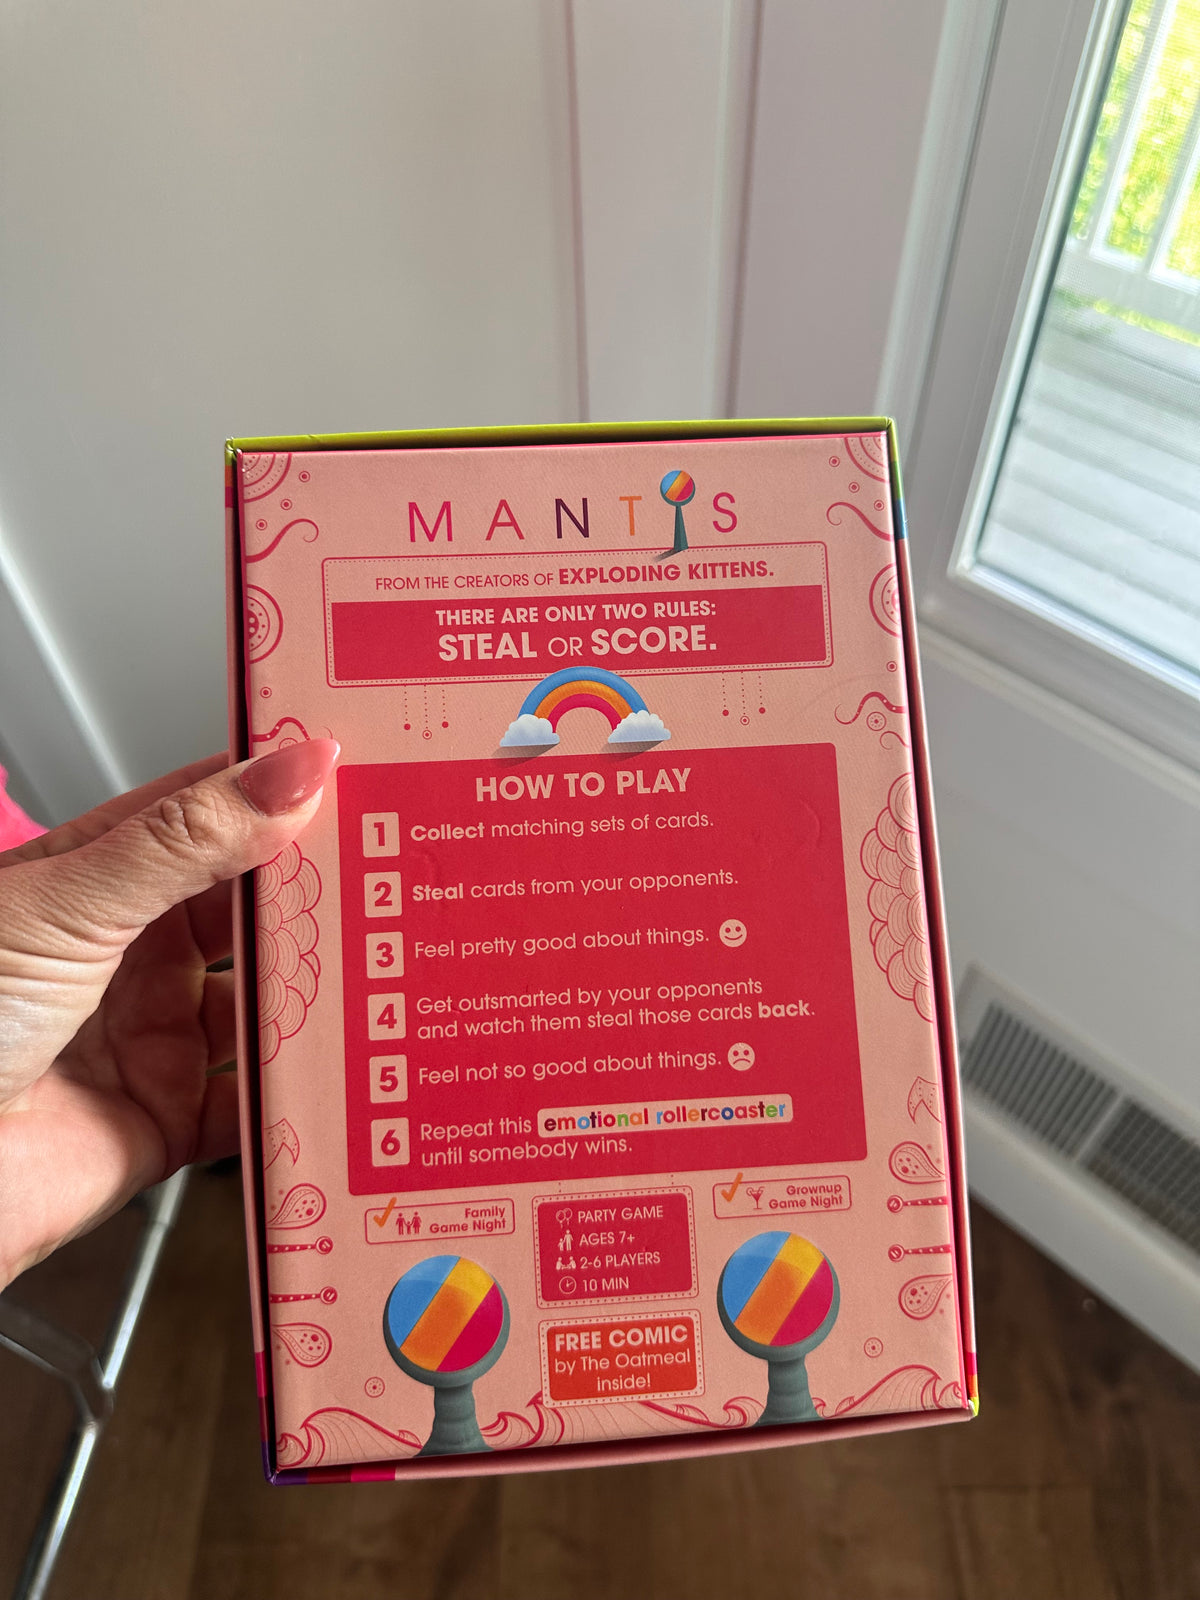 MANTIS
FROM THE CREATORS OF EXPLODING KITTENS.
THERE ARE ONLY TWO RULES:
STEAL OR SCORE.
HOW TO PLAY
1 Collect matching sets of cards.
2 Steal cards from your opponents.
3 Feel pretty good about things.
4 Get outsmarted by your opponents
and watch them steal those cards back.
5 Feel not so good about things.
6 Repeat this emotional rollercoaster
until somebody wins.
Family
Game Night
PARTY GAME
AGES 7+
2-6 PLAYERS
10 MIN
Grownup
Game Night
FREE COMIC
by The Oatmeal
inside!